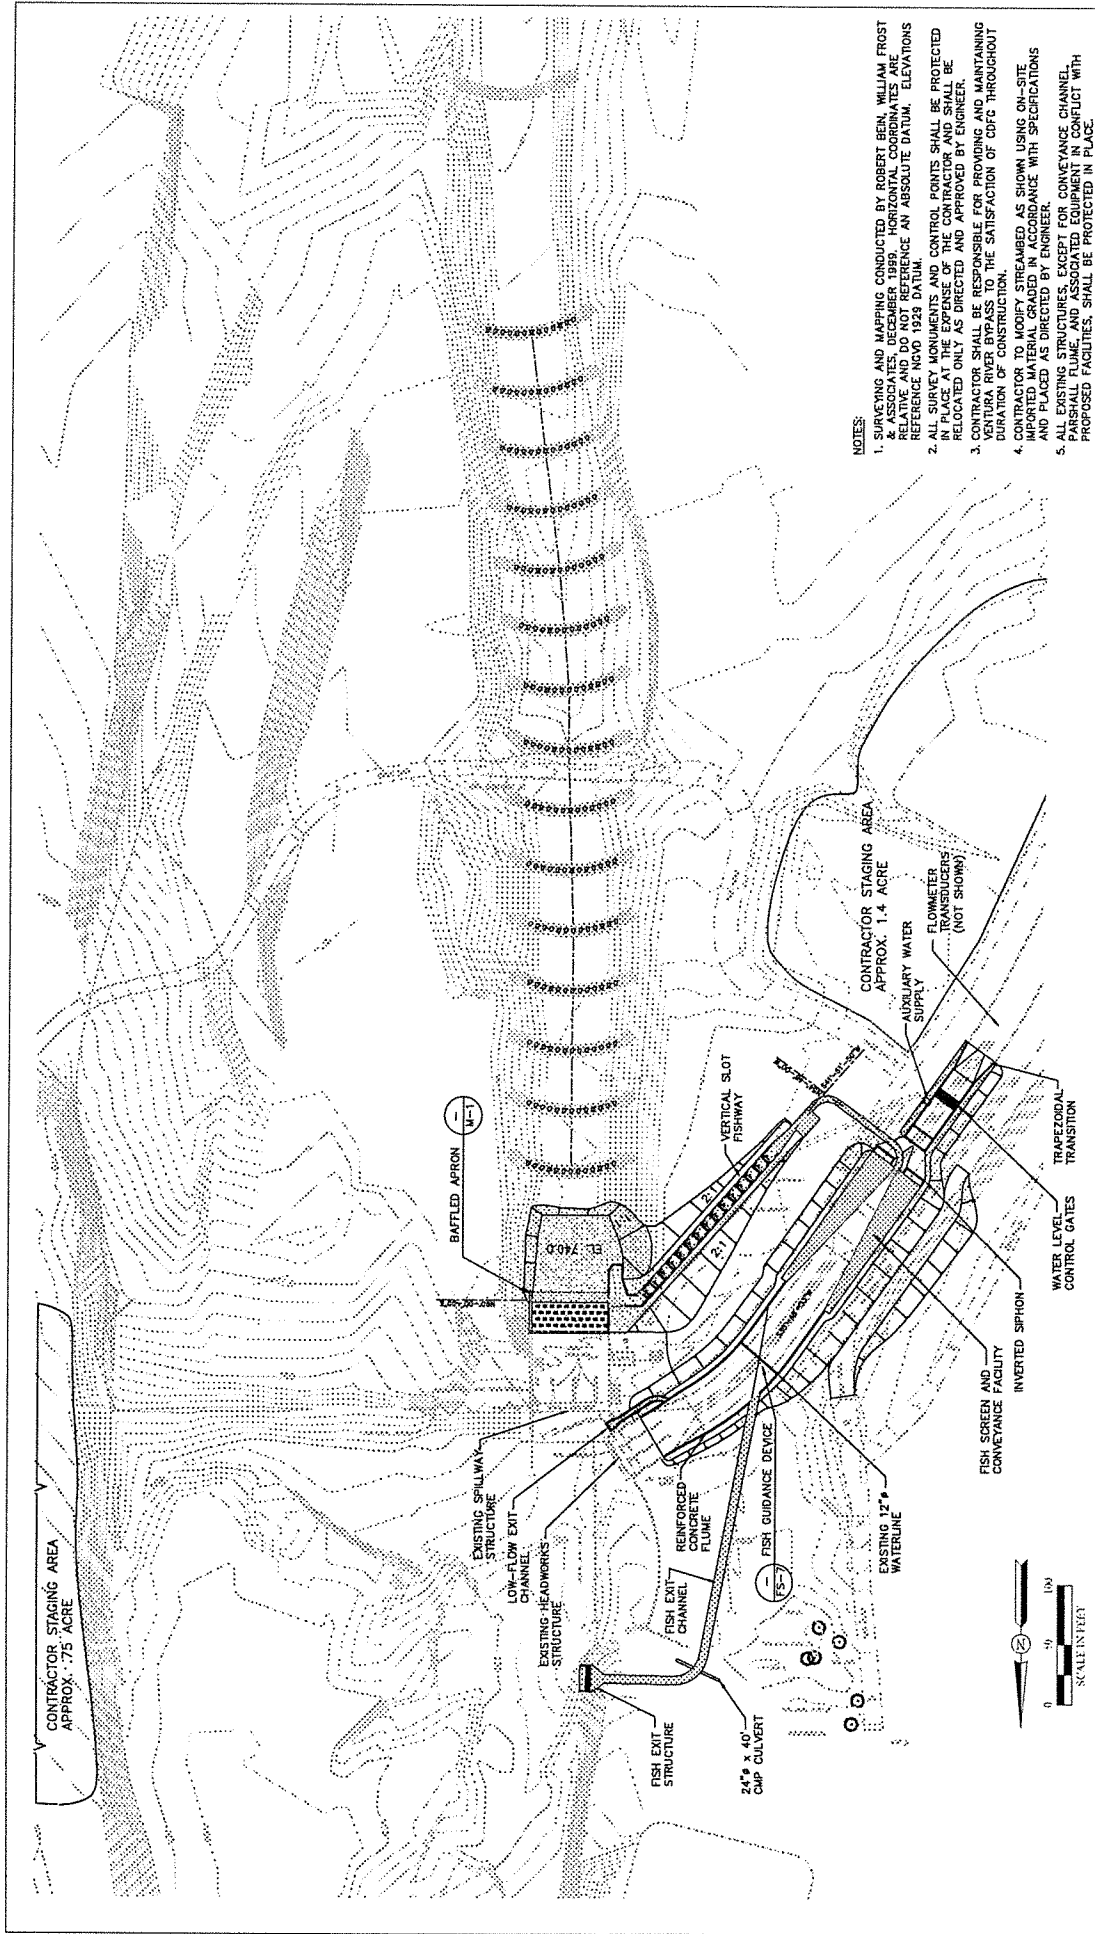 CONTRACTOR STAGING AREA
APPROX. .75 ACRE
BAFFLED APRON
–
M-1
EL. 740.0
2:1
2:1
VERTICAL SLOT
FISHWAY
CONTRACTOR STAGING AREA
APPROX. 1.4 ACRE
AUXILIARY WATER
SUPPLY
FLOWMETER
TRANSDUCERS
(NOT SHOWN)
EXISTING SPILLWAY
STRUCTURE
LOW-FLOW EXIT
CHANNEL
EXISTING HEADWORKS
STRUCTURE
FISH EXIT
STRUCTURE
24"ø x 40'
CMP CULVERT
FISH EXIT
CHANNEL
REINFORCED
CONCRETE
FLUME
–
FS-7
FISH GUIDANCE DEVICE
EXISTING 12"ø
WATERLINE
FISH SCREEN AND
CONVEYANCE FACILITY
INVERTED SIPHON
WATER LEVEL
CONTROL GATES
TRAPEZOIDAL
TRANSITION
N
0 50 100
SCALE IN FEET
NOTES:
1. SURVEYING AND MAPPING CONDUCTED BY ROBERT BEIN, WILLIAM FROST
& ASSOCIATES, DECEMBER 1999. HORIZONTAL COORDINATES ARE
RELATIVE AND DO NOT REFERENCE AN ABSOLUTE DATUM. ELEVATIONS
REFERENCE NGVD 1929 DATUM.
2. ALL SURVEY MONUMENTS AND CONTROL POINTS SHALL BE PROTECTED
IN PLACE AT THE EXPENSE OF THE CONTRACTOR AND SHALL BE
RELOCATED ONLY AS DIRECTED AND APPROVED BY ENGINEER.
3. CONTRACTOR SHALL BE RESPONSIBLE FOR PROVIDING AND MAINTAINING
VENTURA RIVER BYPASS TO THE SATISFACTION OF CDFG THROUGHOUT
DURATION OF CONSTRUCTION.
4. CONTRACTOR TO MODIFY STREAMBED AS SHOWN USING ON-SITE
IMPORTED MATERIAL GRADED IN ACCORDANCE WITH SPECIFICATIONS
AND PLACED AS DIRECTED BY ENGINEER.
5. ALL EXISTING STRUCTURES, EXCEPT FOR CONVEYANCE CHANNEL,
PARSHALL FLUME, AND ASSOCIATED EQUIPMENT IN CONFLICT WITH
PROPOSED FACILITIES, SHALL BE PROTECTED IN PLACE.